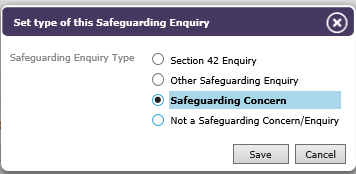 Set type of this Safeguarding Enquiry
Safeguarding Enquiry Type
Section 42 Enquiry
Other Safeguarding Enquiry
Safeguarding Concern
Not a Safeguarding Concern/Enquiry
Save
Cancel